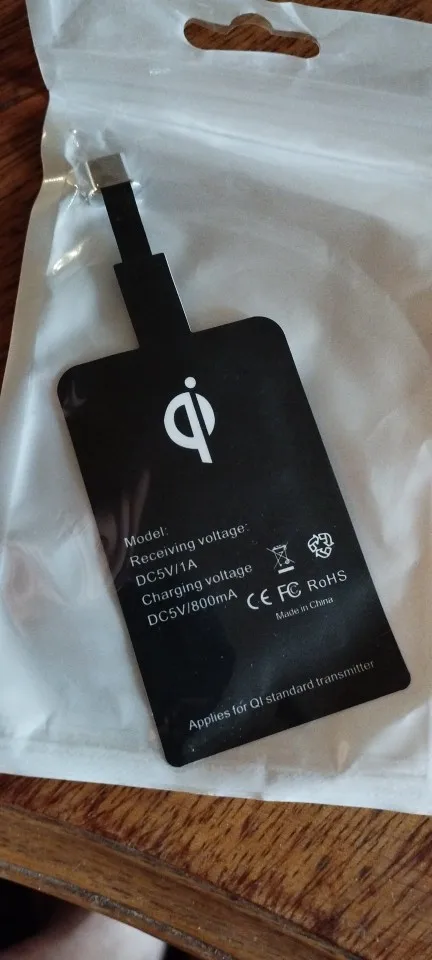 qi
Model:
Receiving voltage:
DC5V/1A
Charging voltage
DC5V/800mA
CE FC RoHS
Made in China
Applies for QI standard transmitter